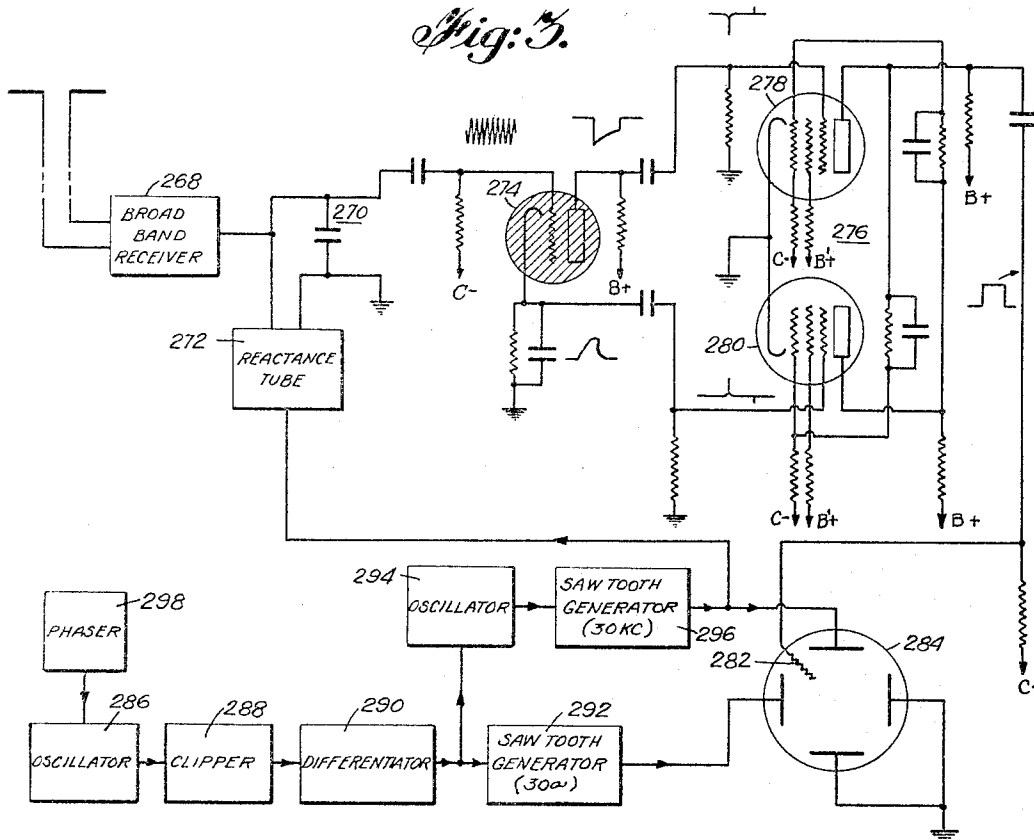 Fig: 3.
268
BROAD
BAND
RECEIVER
270
272
REACTANCE
TUBE
C-
274
B+
278
C-
B'+
276
B+
280
C-
B'+
B+
294
OSCILLATOR
SAW TOOTH
GENERATOR
(30KC)
296
282
284
C-
298
PHASER
286
OSCILLATOR
288
CLIPPER
290
DIFFERENTIATOR
292
SAW TOOTH
GENERATOR
(30~)